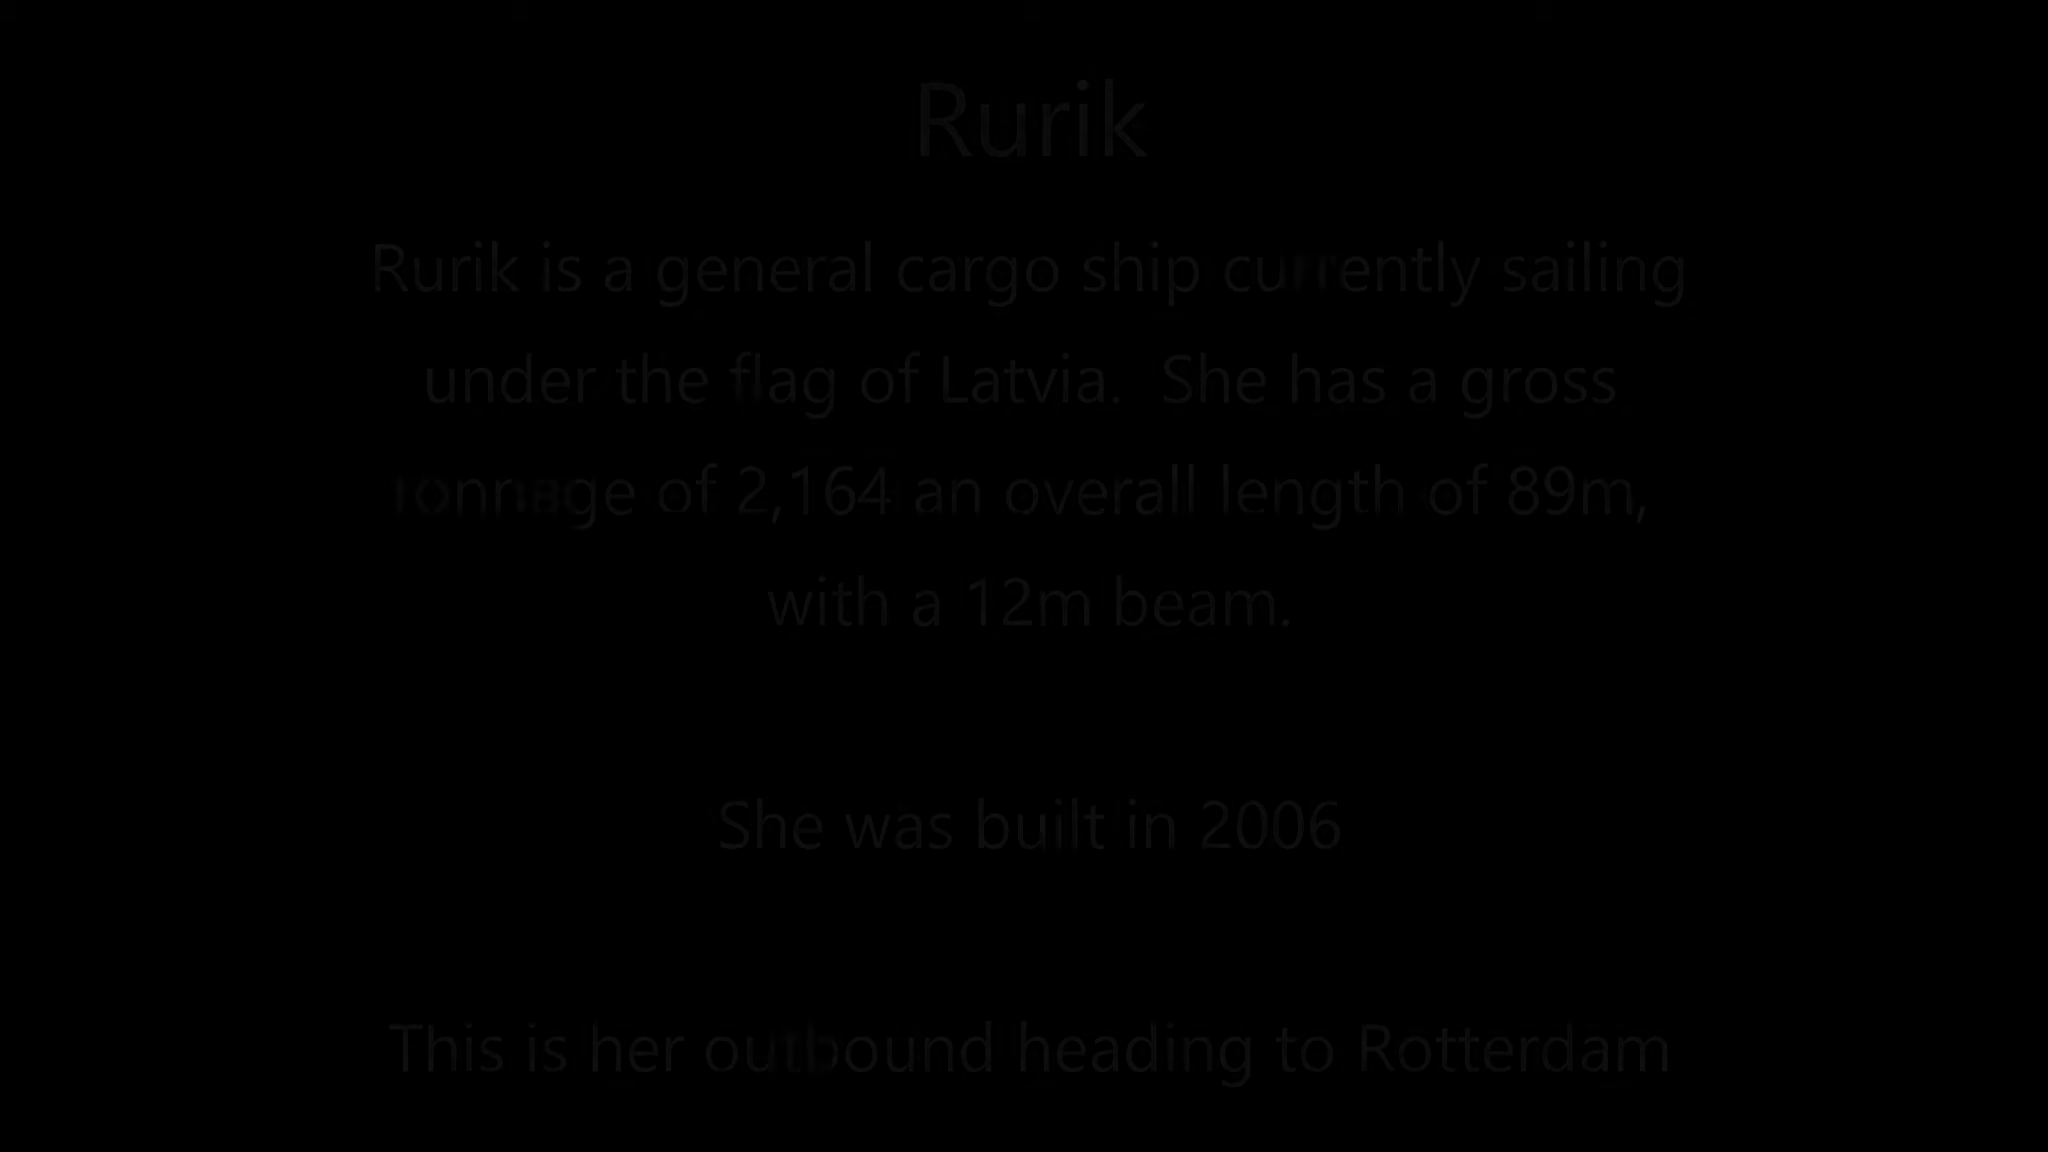 Rurik
Rurik is a general cargo ship currently sailing
under the flag of Latvia.  She has a gross
tonnage of 2,164 an overall length of 89m,
with a 12m beam.
She was built in 2006
This is her outbound heading to Rotterdam